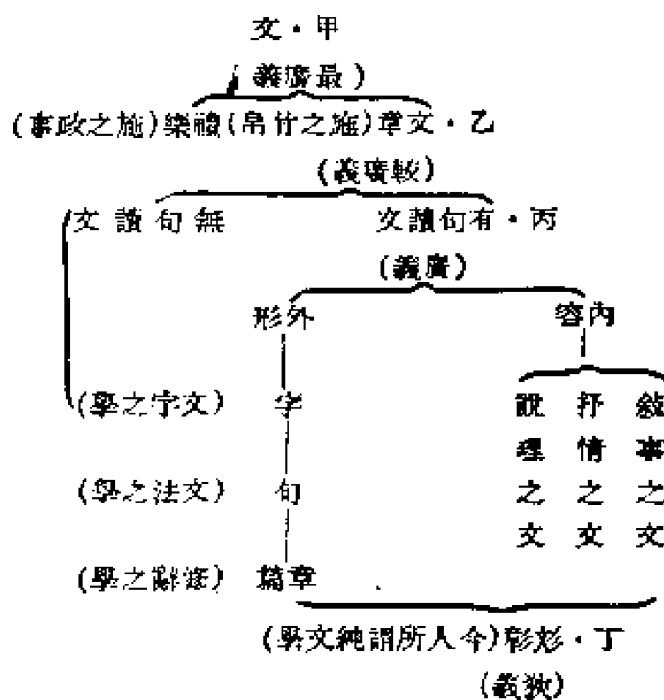 甲・文
(最廣義)
乙・文章(施之竹帛)禮樂(施之政事)
(較廣義)
丙・有句讀文
無句讀文
(廣義)
內容
外形
敍事之文
抒情之文
說理之文
字
(文字之學)
句
(文法之學)
章篇
(修辭之學)
丁・彣彰(今人所謂純文學)
(狹義)